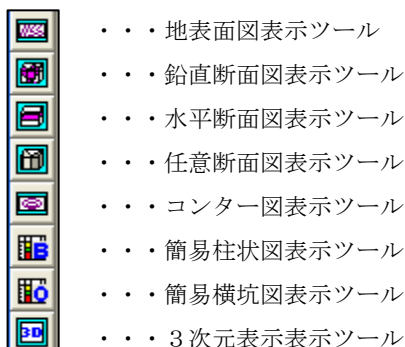 ・・・地表面図表示ツール
・・・鉛直断面図表示ツール
・・・水平断面図表示ツール
・・・任意断面図表示ツール
・・・コンター図表示ツール
B ・・・簡易柱状図表示ツール
Q ・・・簡易横坑図表示ツール
3D ・・・３次元表示表示ツール